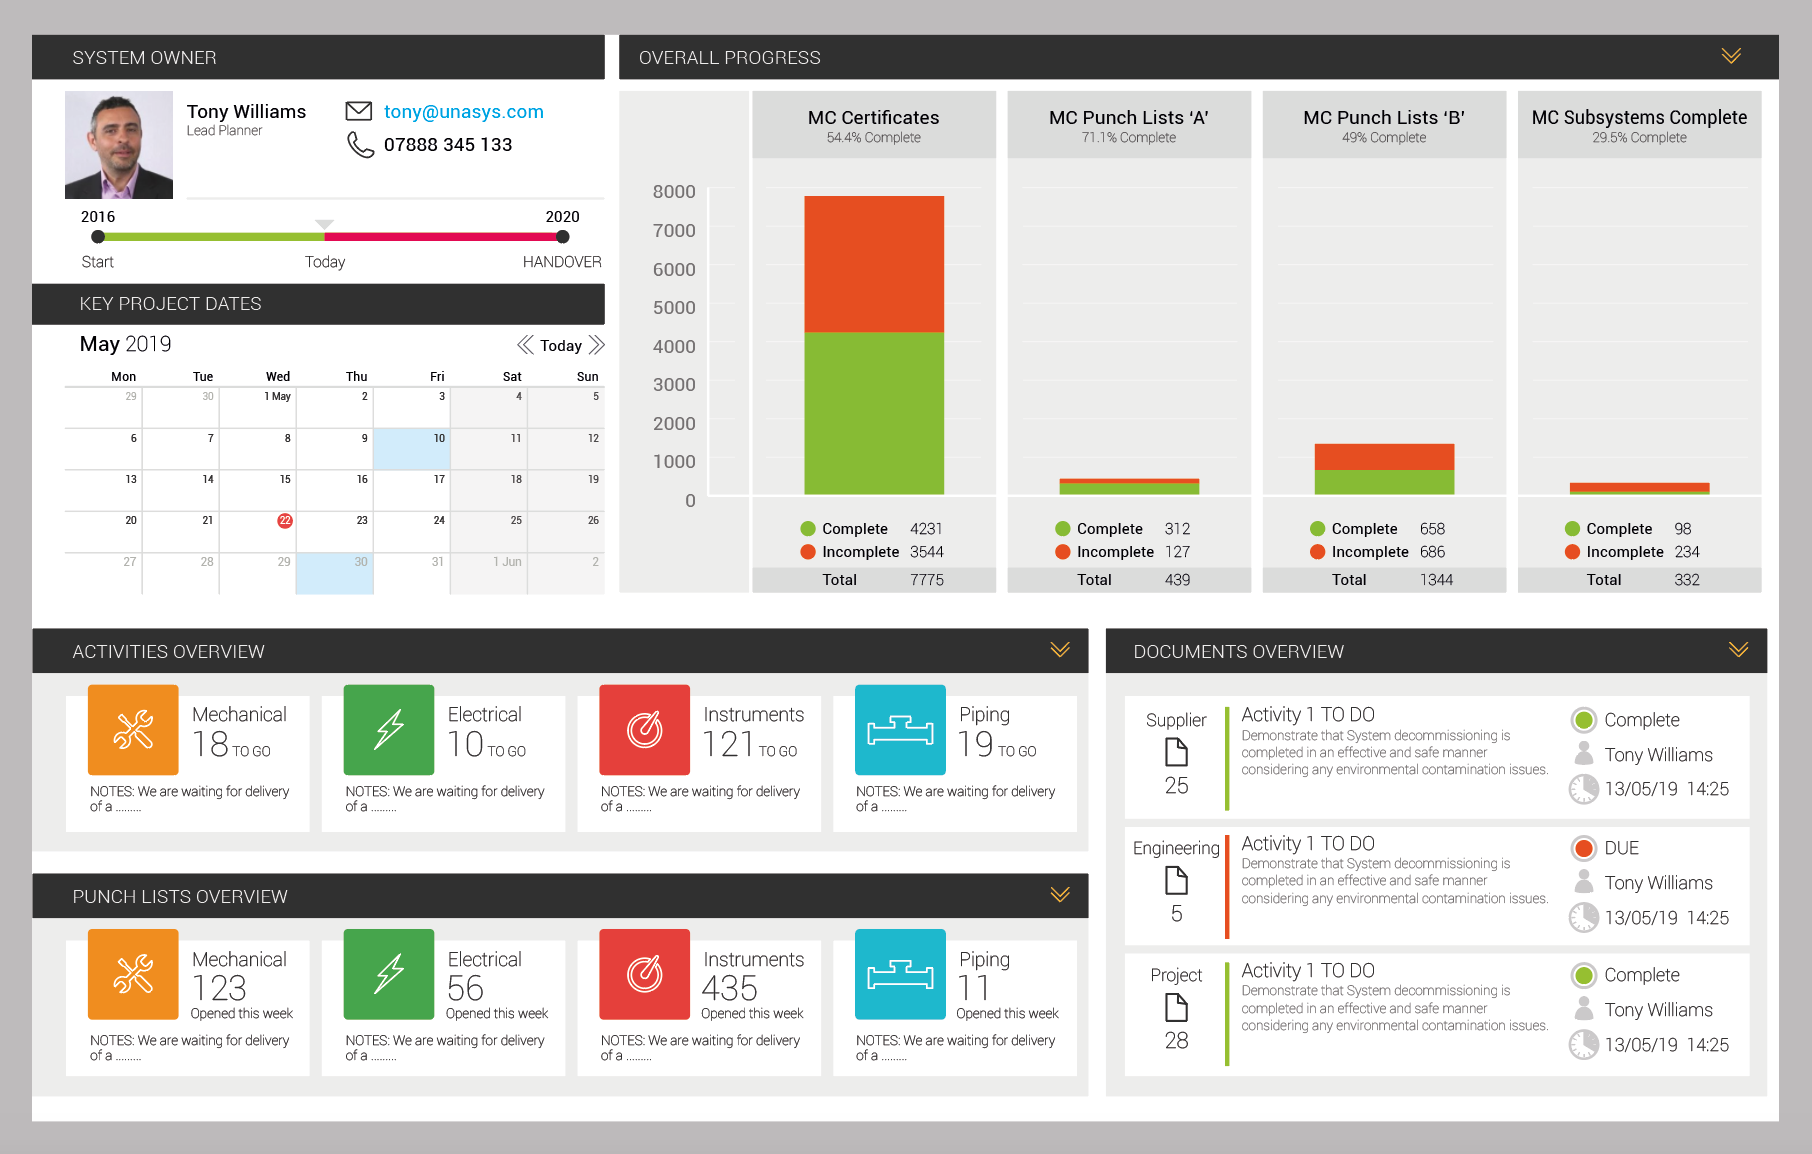 SYSTEM OWNER
Tony Williams
Lead Planner
tony@unasys.com
07888 345 133
2016
2020
Start
Today
HANDOVER
KEY PROJECT DATES
May 2019
Today
Mon Tue Wed Thu Fri Sat Sun
29 30 1 May 2 3 4 5
6 7 8 9 10 11 12
13 14 15 16 17 18 19
20 21 22 23 24 25 26
27 28 29 30 31 1 Jun 2
OVERALL PROGRESS
8000
7000
6000
5000
4000
3000
2000
1000
0
MC Certificates
54.4% Complete
Complete 4231
Incomplete 3544
Total 7775
MC Punch Lists ‘A’
71.1% Complete
Complete 312
Incomplete 127
Total 439
MC Punch Lists ‘B’
49% Complete
Complete 658
Incomplete 686
Total 1344
MC Subsystems Complete
29.5% Complete
Complete 98
Incomplete 234
Total 332
ACTIVITIES OVERVIEW
Mechanical
18 TO GO
NOTES: We are waiting for delivery
of a .........
Electrical
10 TO GO
NOTES: We are waiting for delivery
of a .........
Instruments
121 TO GO
NOTES: We are waiting for delivery
of a .........
Piping
19 TO GO
NOTES: We are waiting for delivery
of a .........
PUNCH LISTS OVERVIEW
Mechanical
123
Opened this week
NOTES: We are waiting for delivery
of a .........
Electrical
56
Opened this week
NOTES: We are waiting for delivery
of a .........
Instruments
435
Opened this week
NOTES: We are waiting for delivery
of a .........
Piping
11
Opened this week
NOTES: We are waiting for delivery
of a .........
DOCUMENTS OVERVIEW
Supplier
25
Activity 1 TO DO
Demonstrate that System decommissioning is
completed in an effective and safe manner
considering any environmental contamination issues.
Complete
Tony Williams
13/05/19 14:25
Engineering
5
Activity 1 TO DO
Demonstrate that System decommissioning is
completed in an effective and safe manner
considering any environmental contamination issues.
DUE
Tony Williams
13/05/19 14:25
Project
28
Activity 1 TO DO
Demonstrate that System decommissioning is
completed in an effective and safe manner
considering any environmental contamination issues.
Complete
Tony Williams
13/05/19 14:25